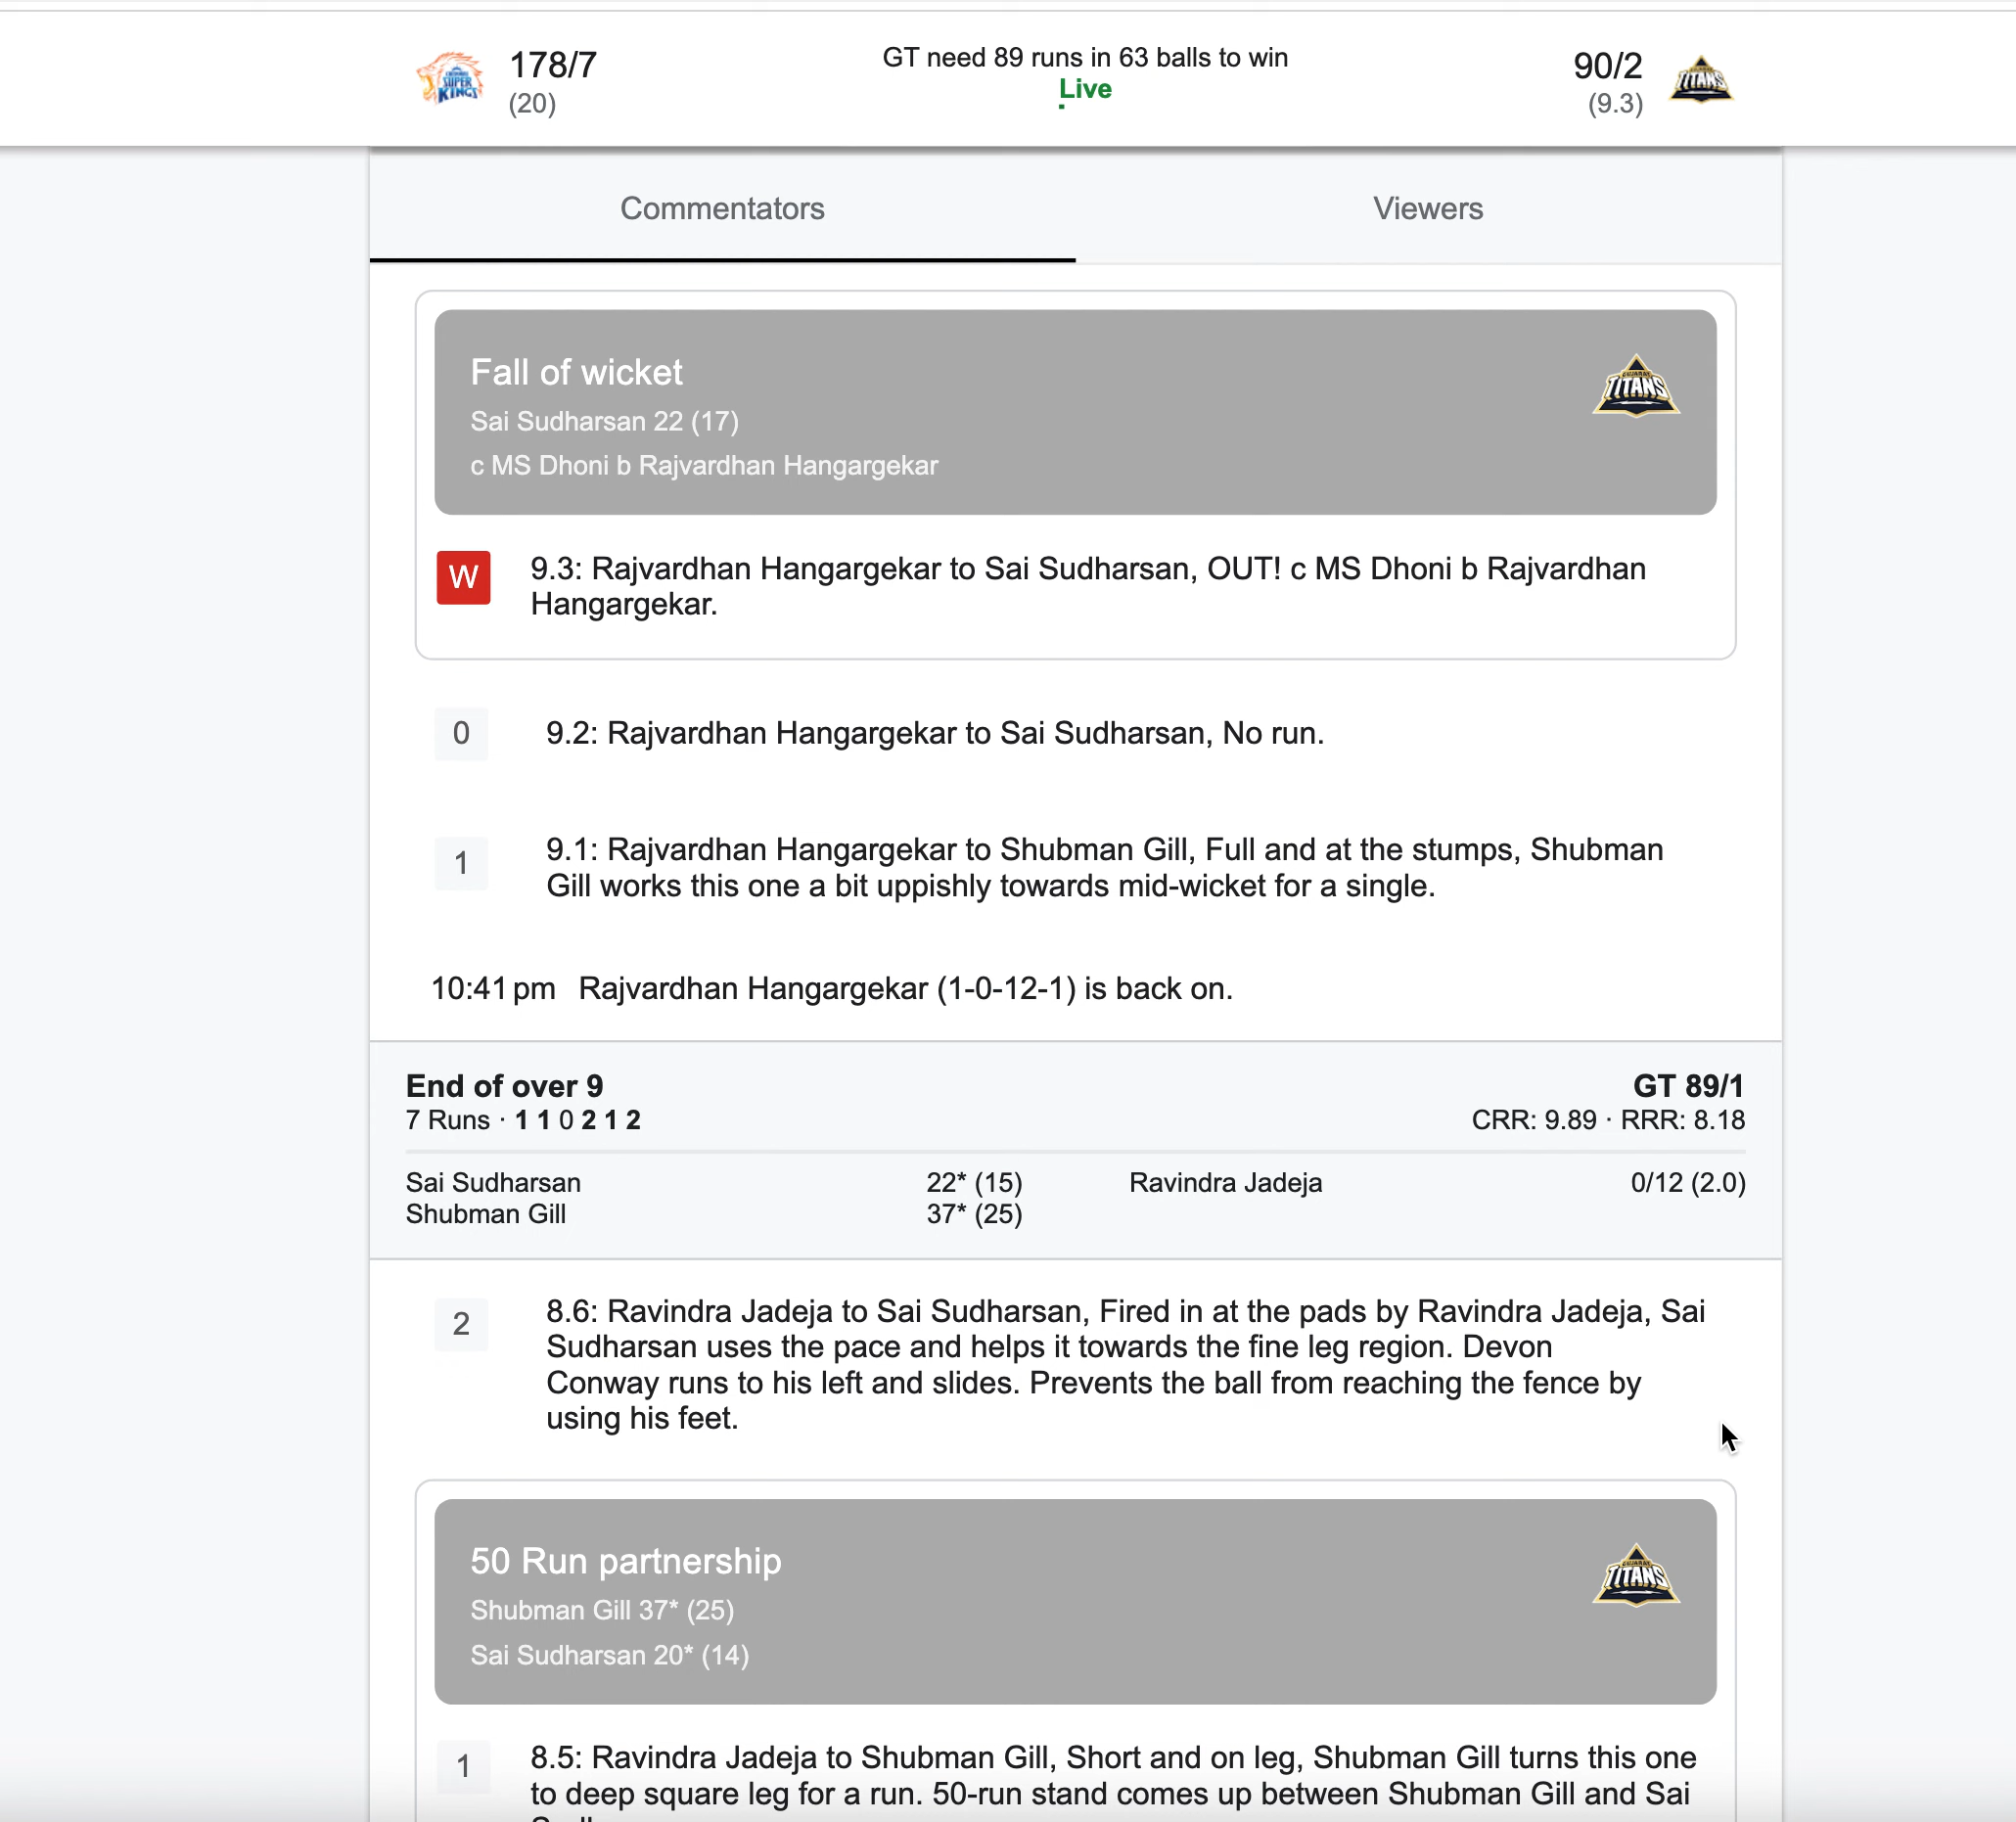 178/7
(20)
GT need 89 runs in 63 balls to win
Live
90/2
(9.3)
SUPER
KINGS
TITANS
Commentators
Viewers
Fall of wicket
Sai Sudharsan 22 (17)
c MS Dhoni b Rajvardhan Hangargekar
TITANS
W
9.3: Rajvardhan Hangargekar to Sai Sudharsan, OUT! c MS Dhoni b Rajvardhan
Hangargekar.
0
9.2: Rajvardhan Hangargekar to Sai Sudharsan, No run.
1
9.1: Rajvardhan Hangargekar to Shubman Gill, Full and at the stumps, Shubman
Gill works this one a bit uppishly towards mid-wicket for a single.
10:41 pm Rajvardhan Hangargekar (1-0-12-1) is back on.
End of over 9
GT 89/1
7 Runs · 1 1 0 2 1 2
CRR: 9.89 · RRR: 8.18
Sai Sudharsan 22* (15)
Ravindra Jadeja 0/12 (2.0)
Shubman Gill 37* (25)
2
8.6: Ravindra Jadeja to Sai Sudharsan, Fired in at the pads by Ravindra Jadeja, Sai
Sudharsan uses the pace and helps it towards the fine leg region. Devon
Conway runs to his left and slides. Prevents the ball from reaching the fence by
using his feet.
50 Run partnership
Shubman Gill 37* (25)
Sai Sudharsan 20* (14)
TITANS
1
8.5: Ravindra Jadeja to Shubman Gill, Short and on leg, Shubman Gill turns this one
to deep square leg for a run. 50-run stand comes up between Shubman Gill and Sai